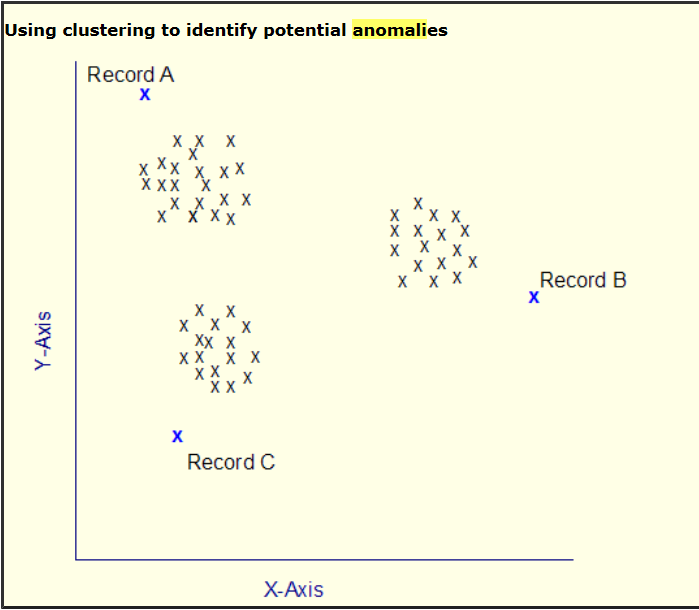 Using clustering to identify potential anomalies
Record A
Record B
Y-Axis
Record C
X-Axis